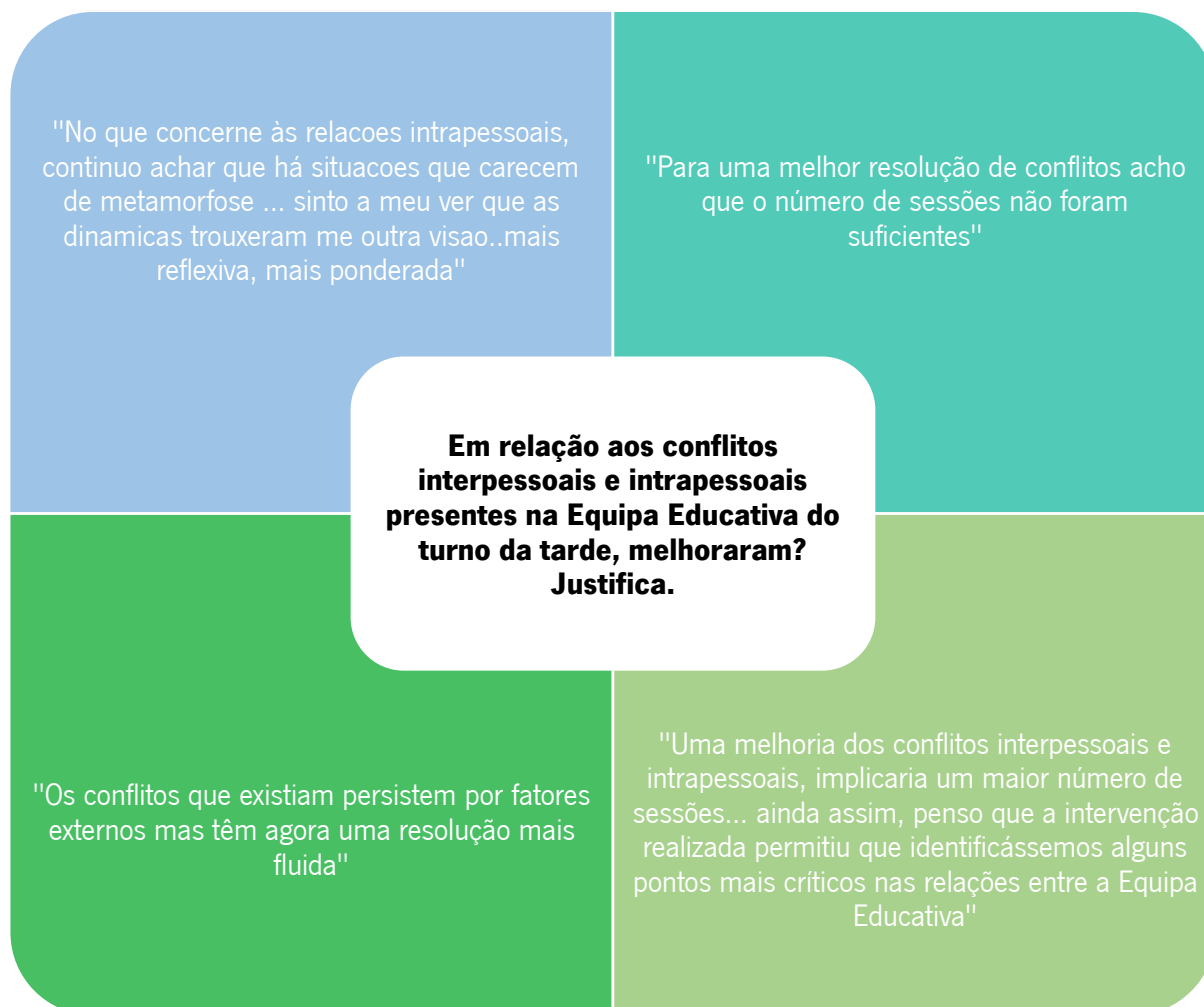 "No que concerne às relacoes intrapessoais,
continuo achar que há situacoes que carecem
de metamorfose ... sinto a meu ver que as
dinamicas trouxeram me outra visao..mais
reflexiva, mais ponderada"
"Para uma melhor resolução de conflitos acho
que o número de sessões não foram
suficientes"
Em relação aos conflitos
interpessoais e intrapessoais
presentes na Equipa Educativa do
turno da tarde, melhoraram?
Justifica.
"Os conflitos que existiam persistem por fatores
externos mas têm agora uma resolução mais
fluida"
"Uma melhoria dos conflitos interpessoais e
intrapessoais, implicaria um maior número de
sessões... ainda assim, penso que a intervenção
realizada permitiu que identificássemos alguns
pontos mais críticos nas relações entre a Equipa
Educativa"